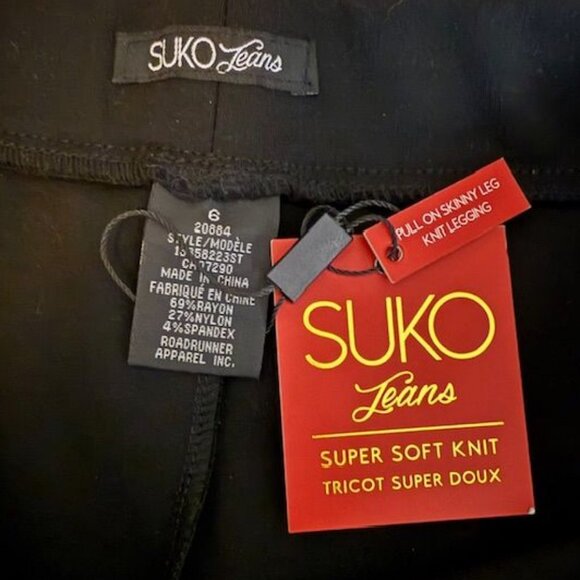 SUKO Jeans
6
20884
STYLE/MODÈLE
MADE IN CHINA
FABRIQUÉ EN CHINE
69%RAYON
27%NYLON
4%SPANDEX
ROADRUNNER
APPAREL INC.
PULL ON SKINNY LEG
KNIT LEGGING
SUKO
Jeans
SUPER SOFT KNIT
TRICOT SUPER DOUX